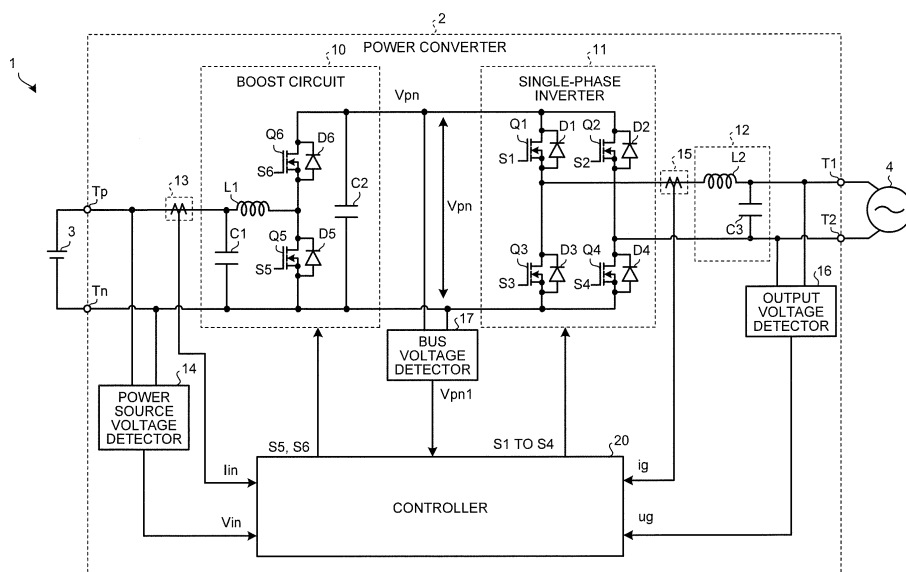 2
POWER CONVERTER
1
10
BOOST CIRCUIT
Vpn
11
SINGLE-PHASE
INVERTER
Q6
D6
S6
C2
Q1
D1
S1
Q2
D2
S2
12
15
L2
T1
4
Tp
13
L1
Vpn
3
C1
Q5
D5
S5
Q3
D3
S3
Q4
D4
S4
C3
T2
Tn
16
OUTPUT
VOLTAGE
DETECTOR
17
BUS
VOLTAGE
DETECTOR
14
POWER
SOURCE
VOLTAGE
DETECTOR
Vpn1
S5, S6
S1 TO S4
20
Iin
ig
CONTROLLER
Vin
ug